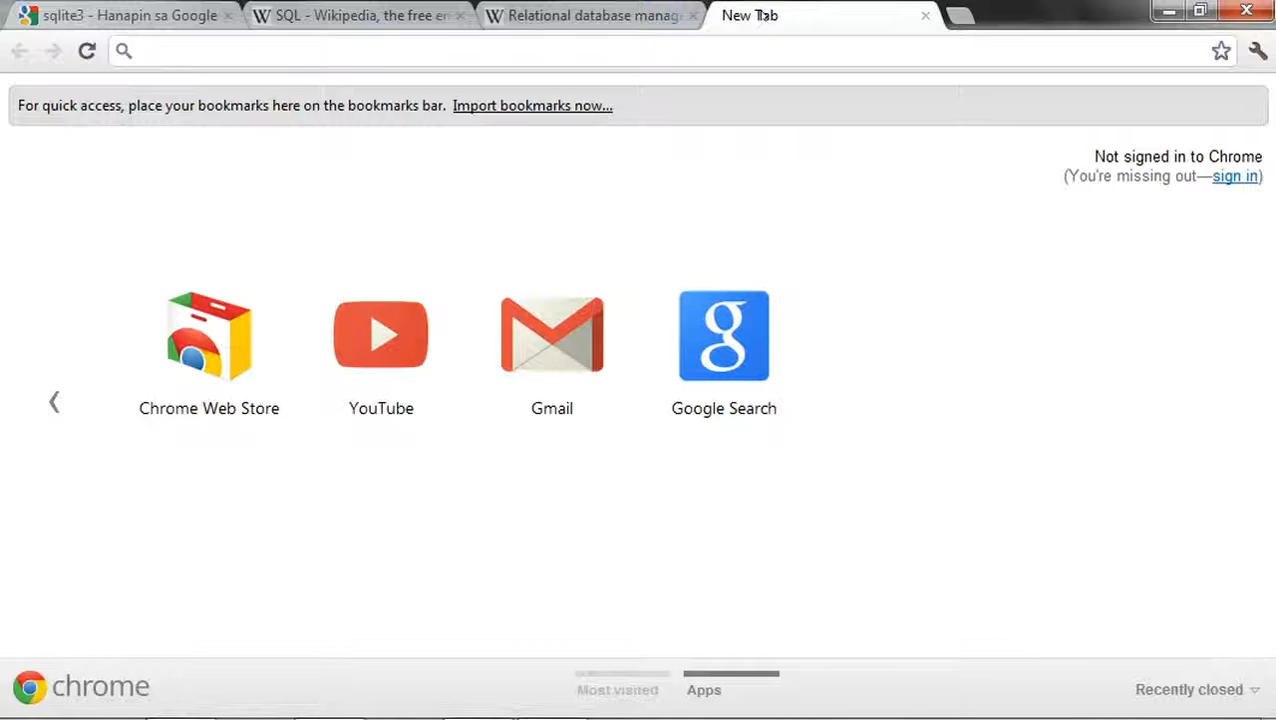 sqlite3 - Hanapin sa Google
SQL - Wikipedia, the free en
Relational database manag
New Tab
For quick access, place your bookmarks here on the bookmarks bar. Import bookmarks now...
Not signed in to Chrome
(You're missing out—sign in)
Chrome Web Store
YouTube
Gmail
Google Search
chrome
Most visited
Apps
Recently closed